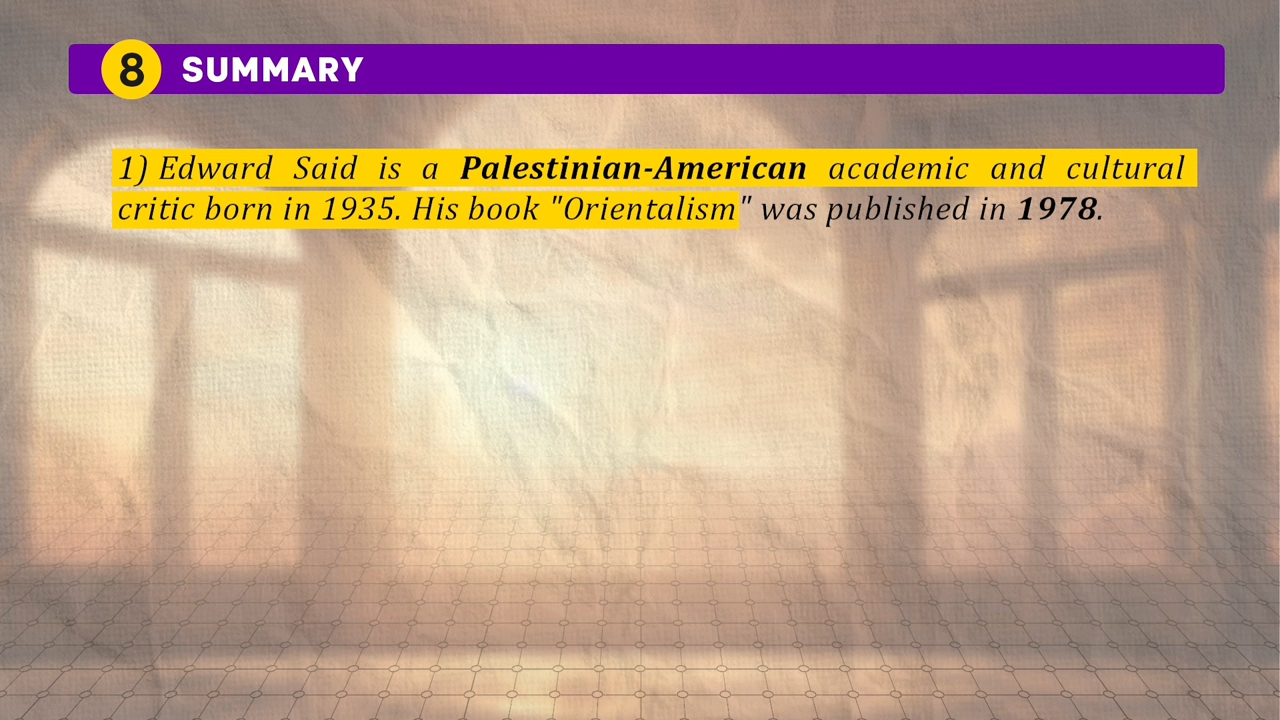 8 SUMMARY
1) Edward Said is a Palestinian-American academic and cultural
critic born in 1935. His book "Orientalism" was published in 1978.